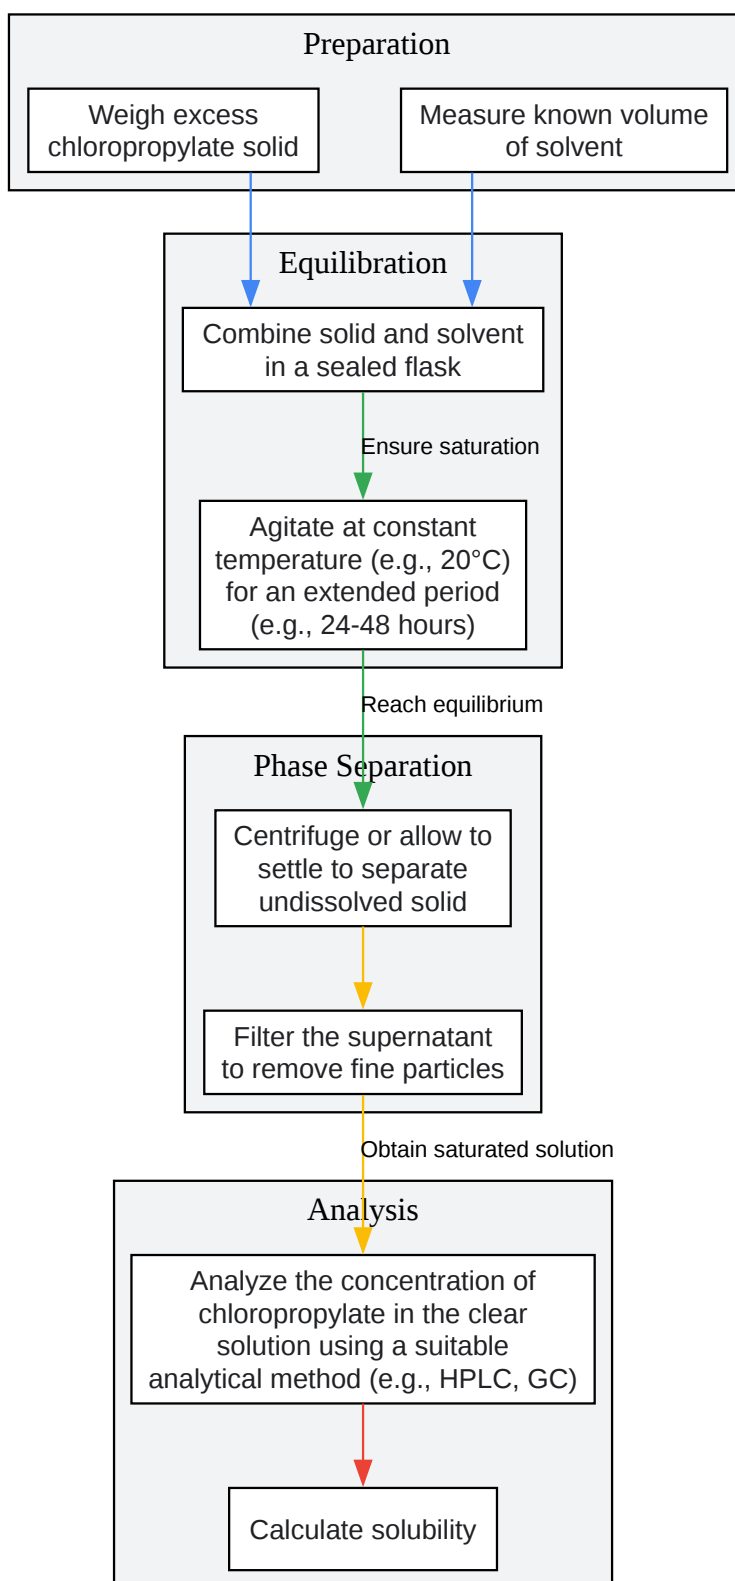 Preparation
Weigh excess
chloropropylate solid
Measure known volume
of solvent
Equilibration
Combine solid and solvent
in a sealed flask
Ensure saturation
Agitate at constant
temperature (e.g., 20°C)
for an extended period
(e.g., 24-48 hours)
Reach equilibrium
Phase Separation
Centrifuge or allow to
settle to separate
undissolved solid
Filter the supernatant
to remove fine particles
Obtain saturated solution
Analysis
Analyze the concentration of
chloropropylate in the clear
solution using a suitable
analytical method (e.g., HPLC, GC)
Calculate solubility